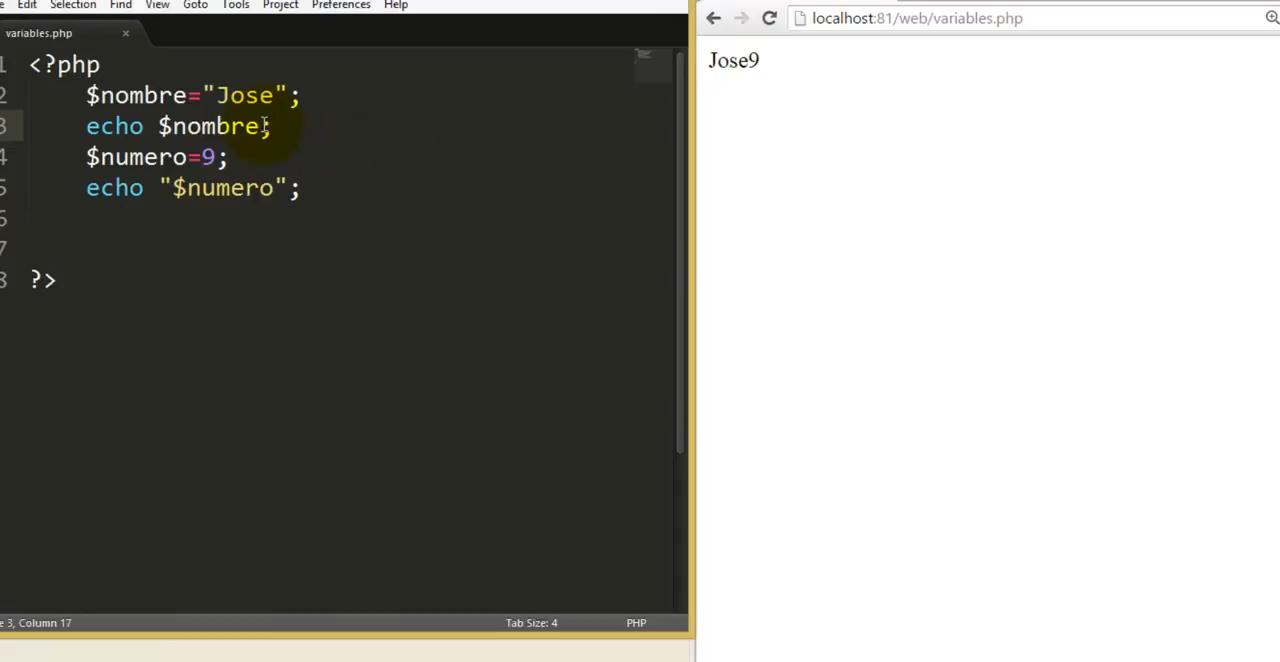 Edit Selection Find View Goto Tools Project Preferences Help
variables.php ×
localhost:81/web/variables.php
Jose9
1 <?php
2 $nombre="Jose";
3 echo $nombre;
4 $numero=9;
5 echo "$numero";
6
7
8 ?>
3, Column 17 Tab Size: 4 PHP